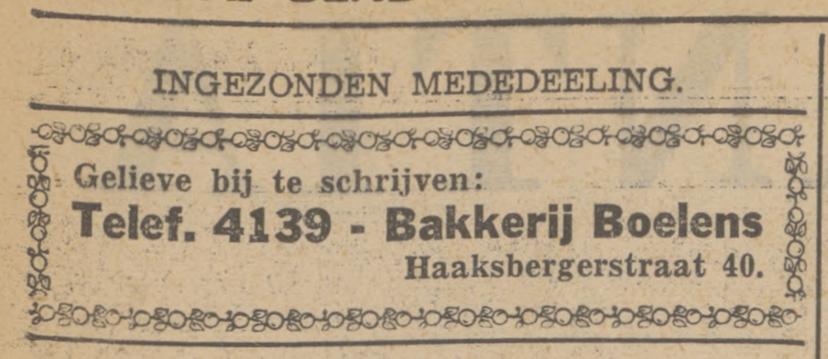 INGEZONDEN MEDEDEELING.
Gelieve bij te schrijven:
Telef. 4139 - Bakkerij Boelens
Haaksbergerstraat 40.